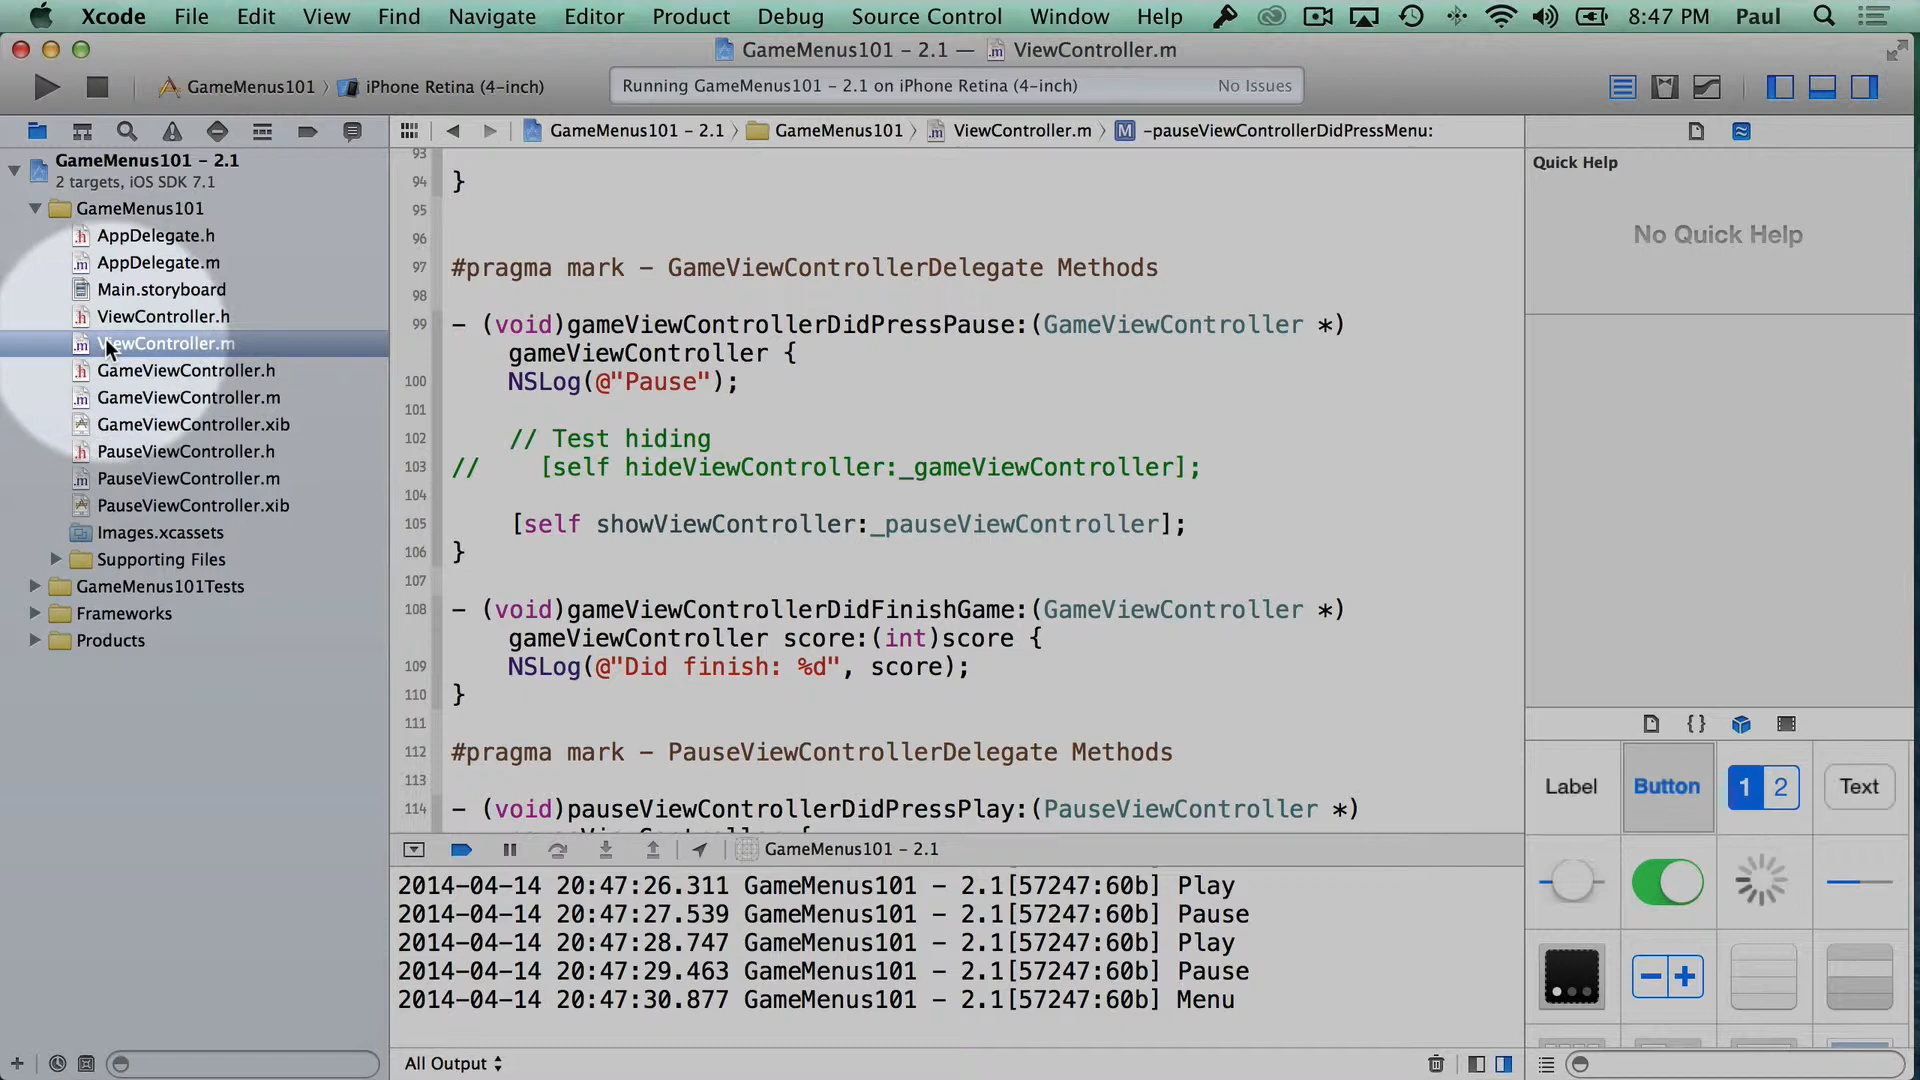 Xcode File Edit View Find Navigate Editor Product Debug Source Control Window Help 8:47 PM Paul
GameMenus101 - 2.1 — ViewController.m
GameMenus101 iPhone Retina (4-inch) Running GameMenus101 - 2.1 on iPhone Retina (4-inch) No Issues
GameMenus101 - 2.1 GameMenus101 ViewController.m M -pauseViewControllerDidPressMenu:
GameMenus101 - 2.1
2 targets, iOS SDK 7.1
GameMenus101
AppDelegate.h
AppDelegate.m
Main.storyboard
ViewController.h
ViewController.m
GameViewController.h
GameViewController.m
GameViewController.xib
PauseViewController.h
PauseViewController.m
PauseViewController.xib
Images.xcassets
Supporting Files
GameMenus101Tests
Frameworks
Products
93
94 }
95
96
97 #pragma mark - GameViewControllerDelegate Methods
98
99 - (void)gameViewControllerDidPressPause:(GameViewController *)
gameViewController {
100 NSLog(@"Pause");
101
102 // Test hiding
103 // [self hideViewController:_gameViewController];
104
105 [self showViewController:_pauseViewController];
106 }
107
108 - (void)gameViewControllerDidFinishGame:(GameViewController *)
gameViewController score:(int)score {
109 NSLog(@"Did finish: %d", score);
110 }
111
112 #pragma mark - PauseViewControllerDelegate Methods
113
114 - (void)pauseViewControllerDidPressPlay:(PauseViewController *)
GameMenus101 - 2.1
2014-04-14 20:47:26.311 GameMenus101 - 2.1[57247:60b] Play
2014-04-14 20:47:27.539 GameMenus101 - 2.1[57247:60b] Pause
2014-04-14 20:47:28.747 GameMenus101 - 2.1[57247:60b] Play
2014-04-14 20:47:29.463 GameMenus101 - 2.1[57247:60b] Pause
2014-04-14 20:47:30.877 GameMenus101 - 2.1[57247:60b] Menu
All Output
Quick Help
No Quick Help
{ }
Label Button 1 2 Text